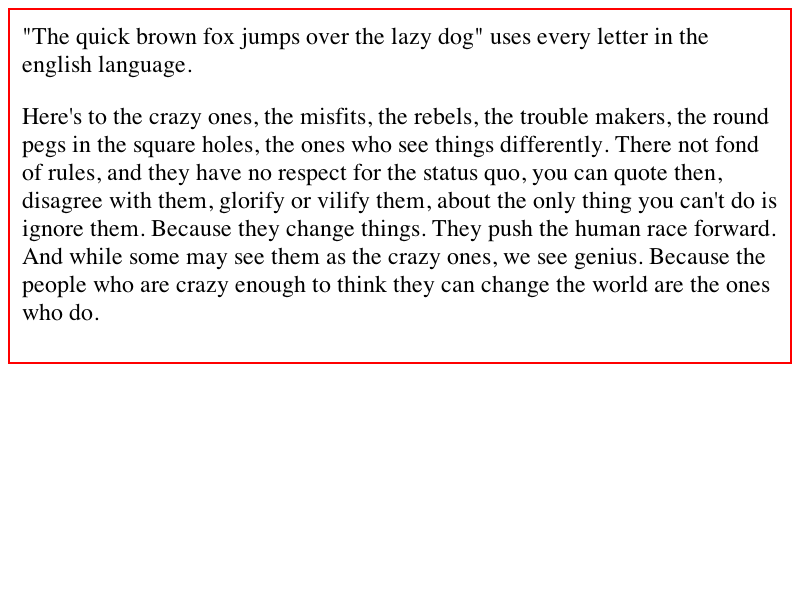 "The quick brown fox jumps over the lazy dog" uses every letter in the
english language.
Here's to the crazy ones, the misfits, the rebels, the trouble makers, the round
pegs in the square holes, the ones who see things differently. There not fond
of rules, and they have no respect for the status quo, you can quote then,
disagree with them, glorify or vilify them, about the only thing you can't do is
ignore them. Because they change things. They push the human race forward.
And while some may see them as the crazy ones, we see genius. Because the
people who are crazy enough to think they can change the world are the ones
who do.